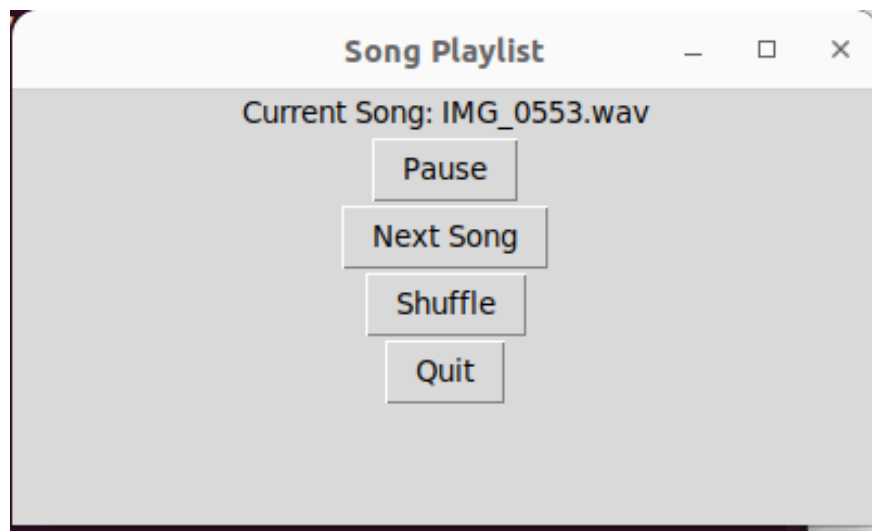 Song Playlist
Current Song: IMG_0553.wav
Pause
Next Song
Shuffle
Quit